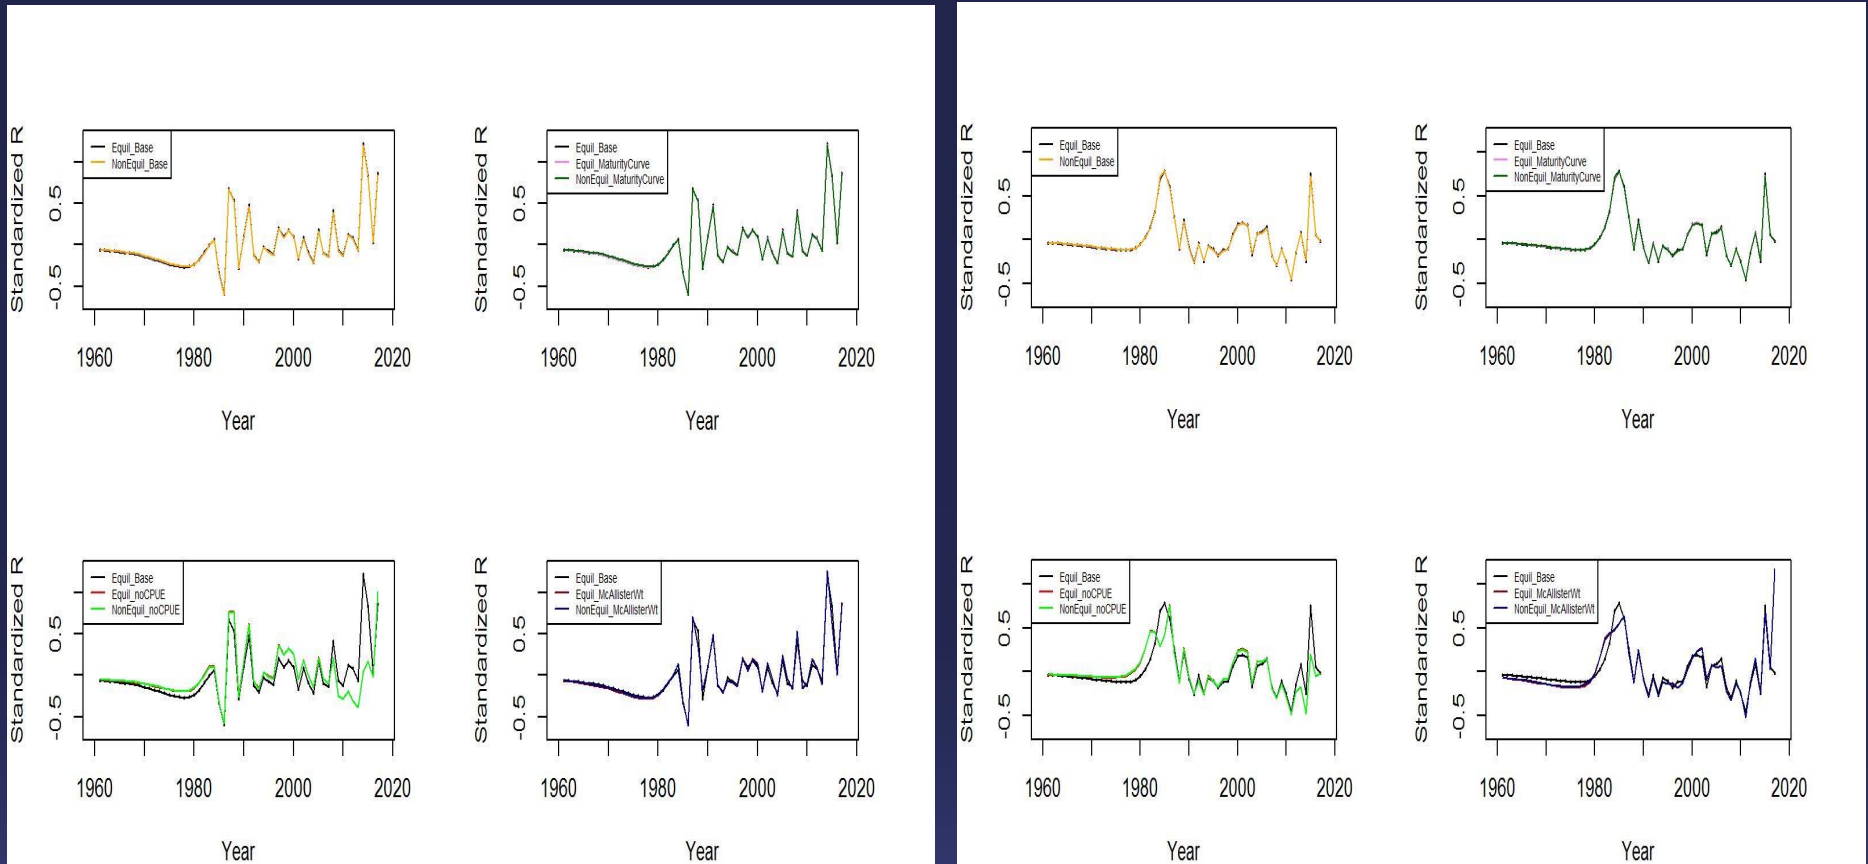 Standardized R
0.5
-0.5
Equil_Base
NonEquil_Base
1960
1980
2000
2020
Year
Standardized R
0.5
-0.5
Equil_Base
Equil_MaturityCurve
NonEquil_MaturityCurve
1960
1980
2000
2020
Year
Standardized R
0.5
-0.5
Equil_Base
NonEquil_Base
1960
1980
2000
2020
Year
Standardized R
0.5
-0.5
Equil_Base
Equil_MaturityCurve
NonEquil_MaturityCurve
1960
1980
2000
2020
Year
Standardized R
0.5
-0.5
Equil_Base
Equil_noCPUE
NonEquil_noCPUE
1960
1980
2000
2020
Year
Standardized R
0.5
-0.5
Equil_Base
Equil_McAllisterWt
NonEquil_McAllisterWt
1960
1980
2000
2020
Year
Standardized R
0.5
-0.5
Equil_Base
Equil_noCPUE
NonEquil_noCPUE
1960
1980
2000
2020
Year
Standardized R
0.5
-0.5
Equil_Base
Equil_McAllisterWt
NonEquil_McAllisterWt
1960
1980
2000
2020
Year